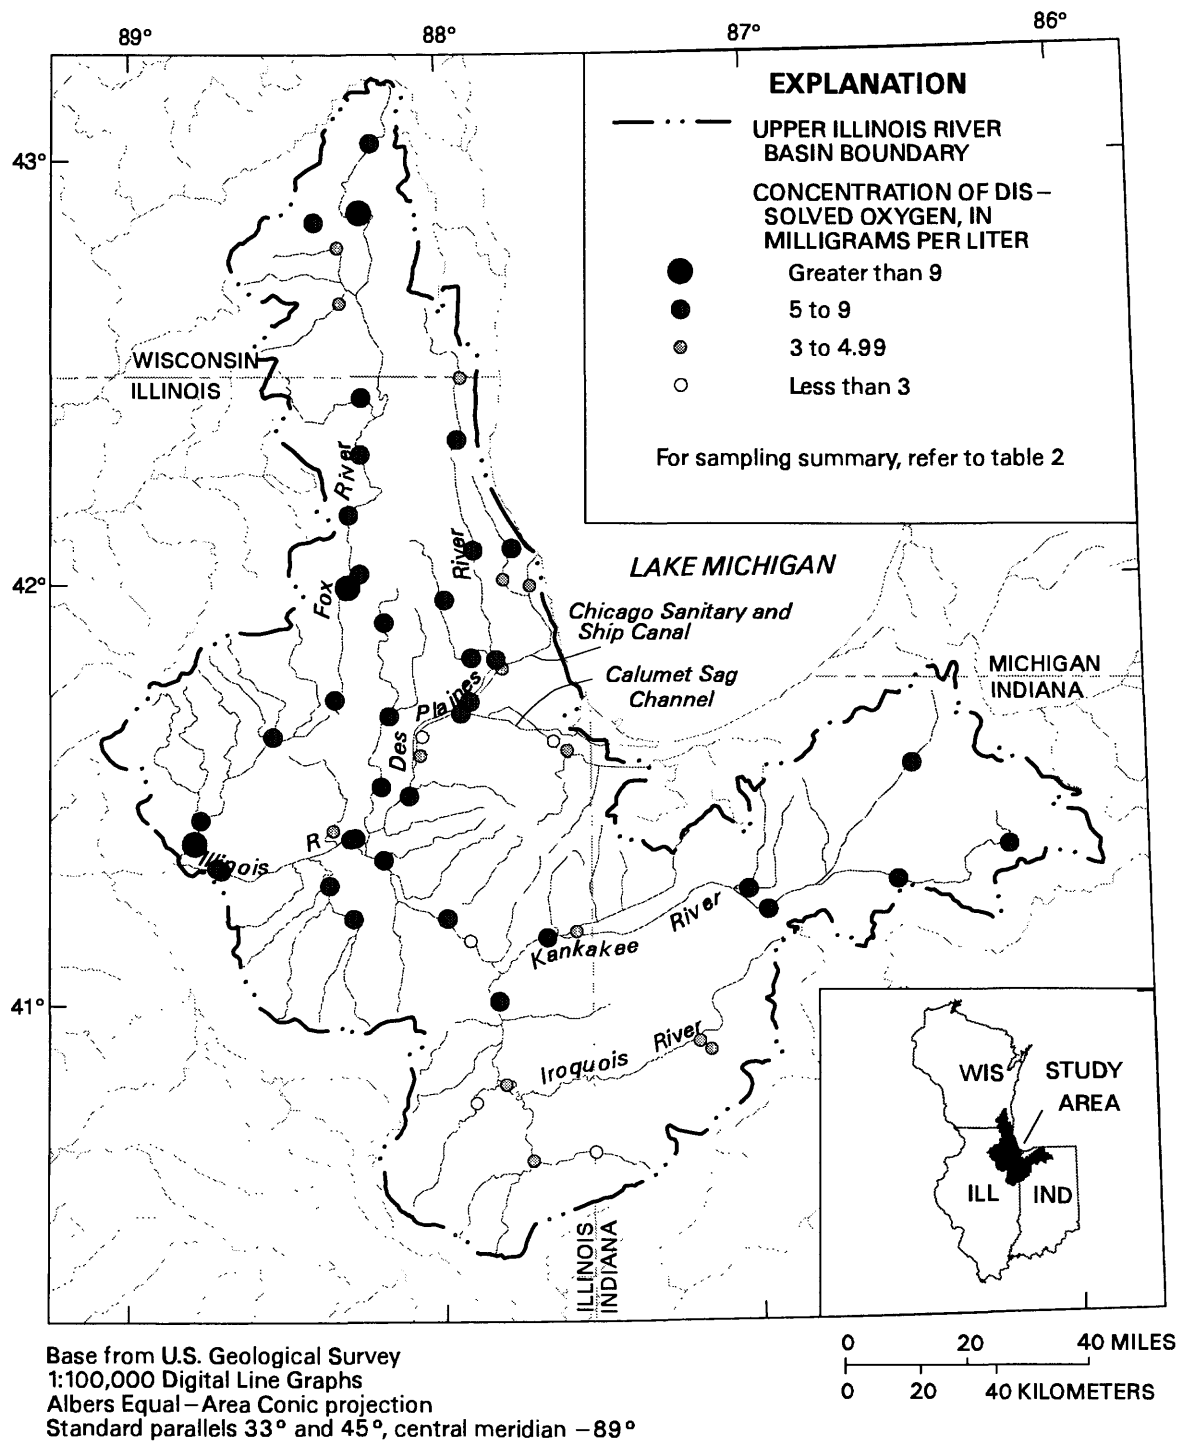 89° 88° 87° 86°
43°
42°
41°
EXPLANATION
UPPER ILLINOIS RIVER
BASIN BOUNDARY
CONCENTRATION OF DIS–
SOLVED OXYGEN, IN
MILLIGRAMS PER LITER
Greater than 9
5 to 9
3 to 4.99
Less than 3
For sampling summary, refer to table 2
WISCONSIN
ILLINOIS
River
Fox
River
Plaines
Des
LAKE MICHIGAN
Chicago Sanitary and
Ship Canal
Calumet Sag
Channel
MICHIGAN
INDIANA
R
Illinois
River
Kankakee
River
Iroquois
ILLINOIS
INDIANA
WIS
STUDY
AREA
ILL
IND
0 20 40 MILES
0 20 40 KILOMETERS
Base from U.S. Geological Survey
1:100,000 Digital Line Graphs
Albers Equal–Area Conic projection
Standard parallels 33° and 45°, central meridian –89°